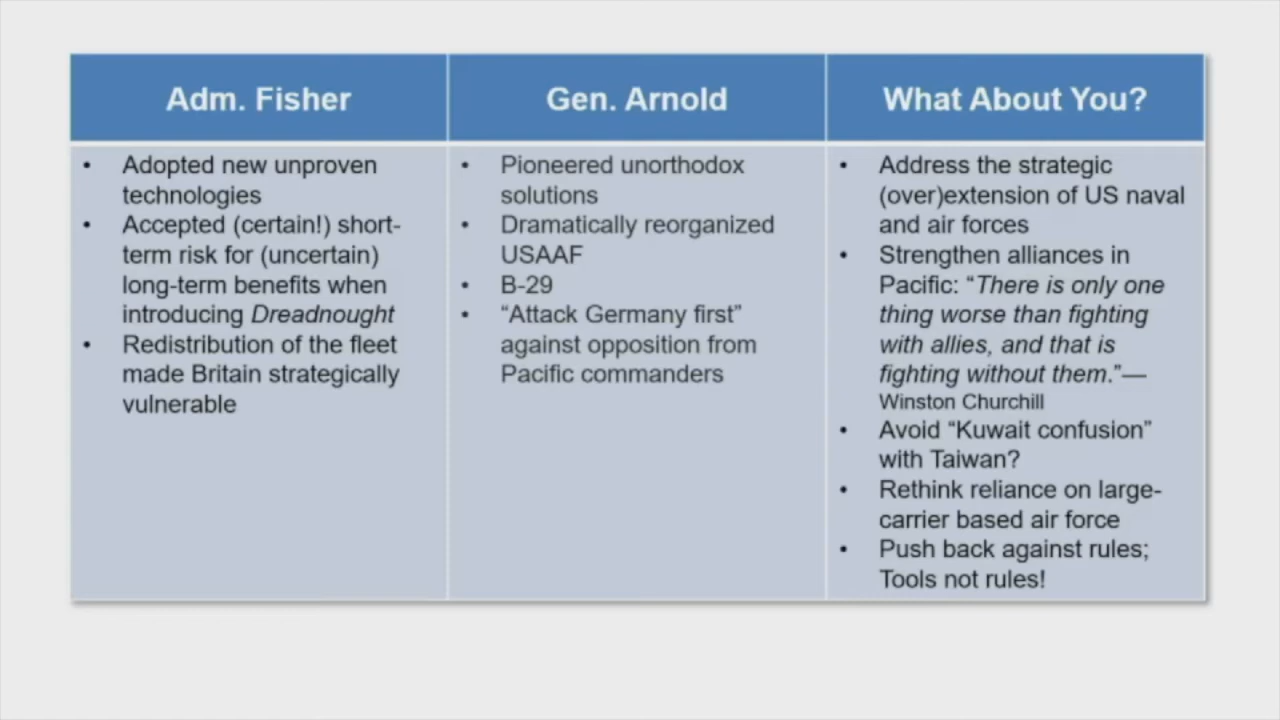 Adm. Fisher
• Adopted new unproven
technologies
• Accepted (certain!) short-
term risk for (uncertain)
long-term benefits when
introducing Dreadnought
• Redistribution of the fleet
made Britain strategically
vulnerable
Gen. Arnold
• Pioneered unorthodox
solutions
• Dramatically reorganized
USAAF
• B-29
• “Attack Germany first”
against opposition from
Pacific commanders
What About You?
• Address the strategic
(over)extension of US naval
and air forces
• Strengthen alliances in
Pacific: “There is only one
thing worse than fighting
with allies, and that is
fighting without them.”—
Winston Churchill
• Avoid “Kuwait confusion”
with Taiwan?
• Rethink reliance on large-
carrier based air force
• Push back against rules;
Tools not rules!